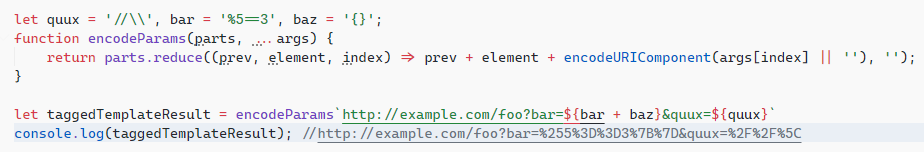 let quux = '//\\', bar = '%5==3', baz = '{}';
function encodeParams(parts, ...args) {
    return parts.reduce((prev, element, index) => prev + element + encodeURIComponent(args[index] || ''), '');
}

let taggedTemplateResult = encodeParams`http://example.com/foo?bar=${bar + baz}&quux=${quux}`
console.log(taggedTemplateResult); //http://example.com/foo?bar=%255%3D%3D3%7B%7D&quux=%2F%2F%5C